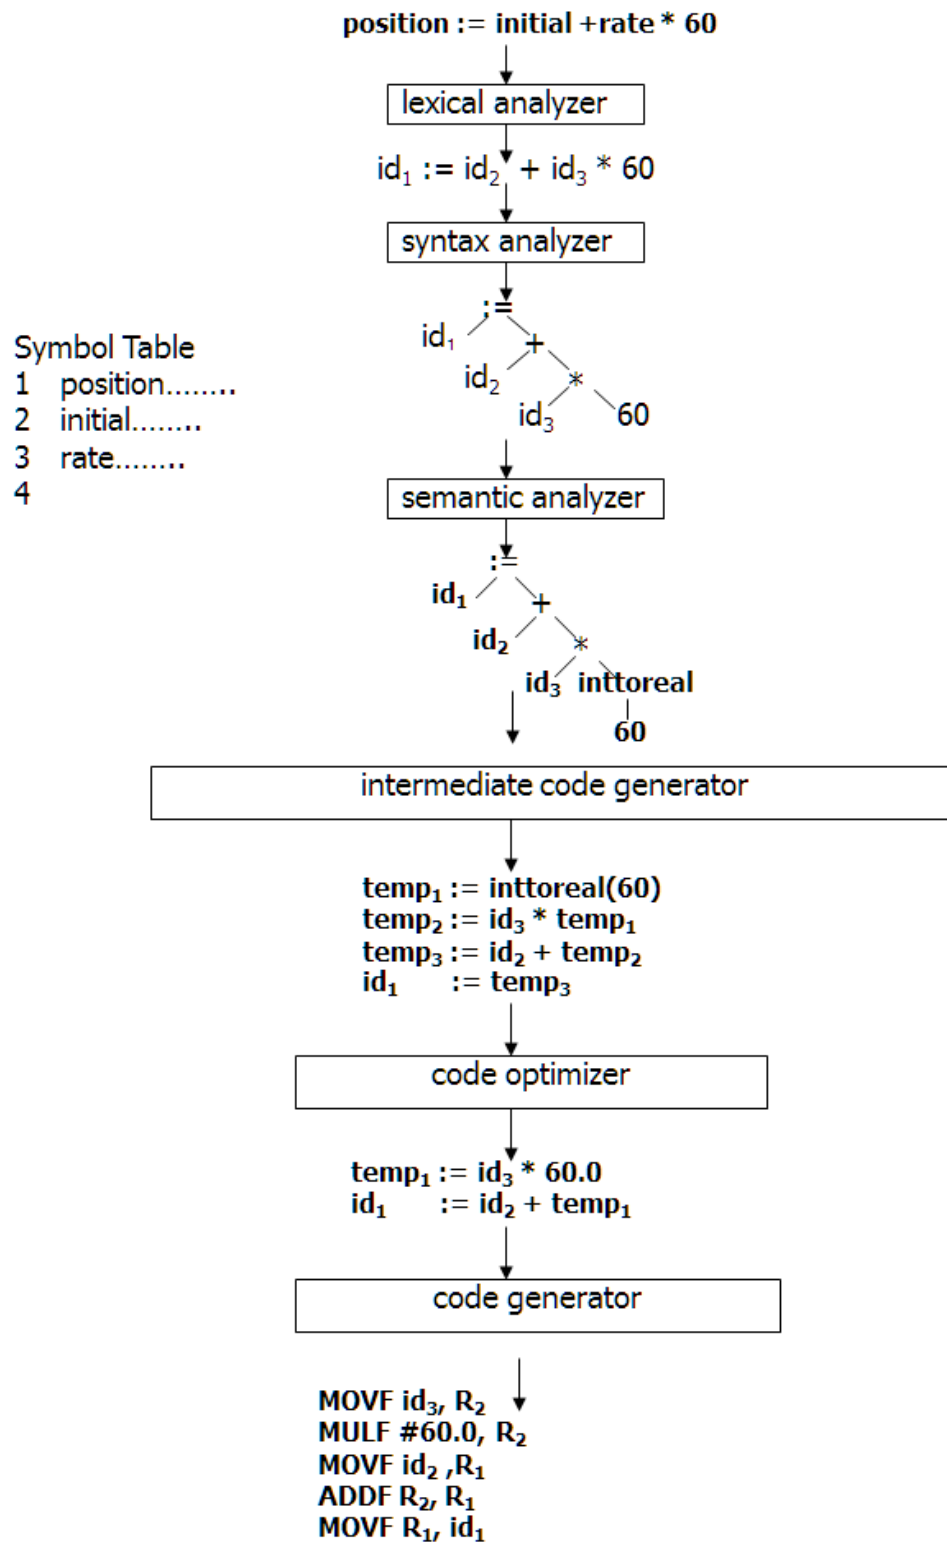 position := initial +rate * 60
lexical analyzer
id₁ := id₂ + id₃ * 60
syntax analyzer
:=
id₁
+
id₂
*
id₃
60
Symbol Table
1 position........
2 initial........
3 rate........
4
semantic analyzer
:=
id₁
+
id₂
*
id₃ inttoreal
60
intermediate code generator
temp₁ := inttoreal(60)
temp₂ := id₃ * temp₁
temp₃ := id₂ + temp₂
id₁ := temp₃
code optimizer
temp₁ := id₃ * 60.0
id₁ := id₂ + temp₁
code generator
MOVF id₃, R₂
MULF #60.0, R₂
MOVF id₂ ,R₁
ADDF R₂, R₁
MOVF R₁, id₁